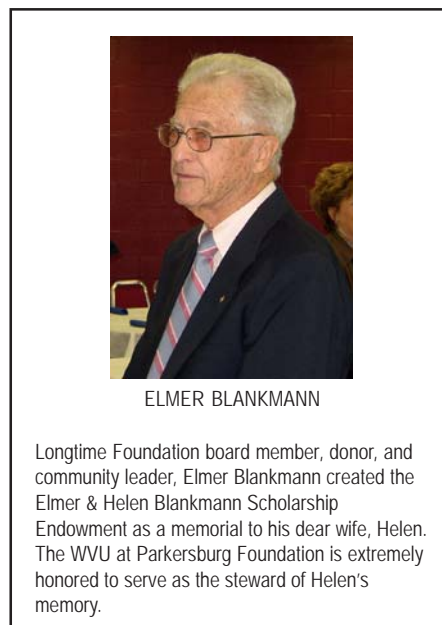 ELMER BLANKMANN
Longtime Foundation board member, donor, and
community leader, Elmer Blankmann created the
Elmer & Helen Blankmann Scholarship
Endowment as a memorial to his dear wife, Helen.
The WVU at Parkersburg Foundation is extremely
honored to serve as the steward of Helen's
memory.